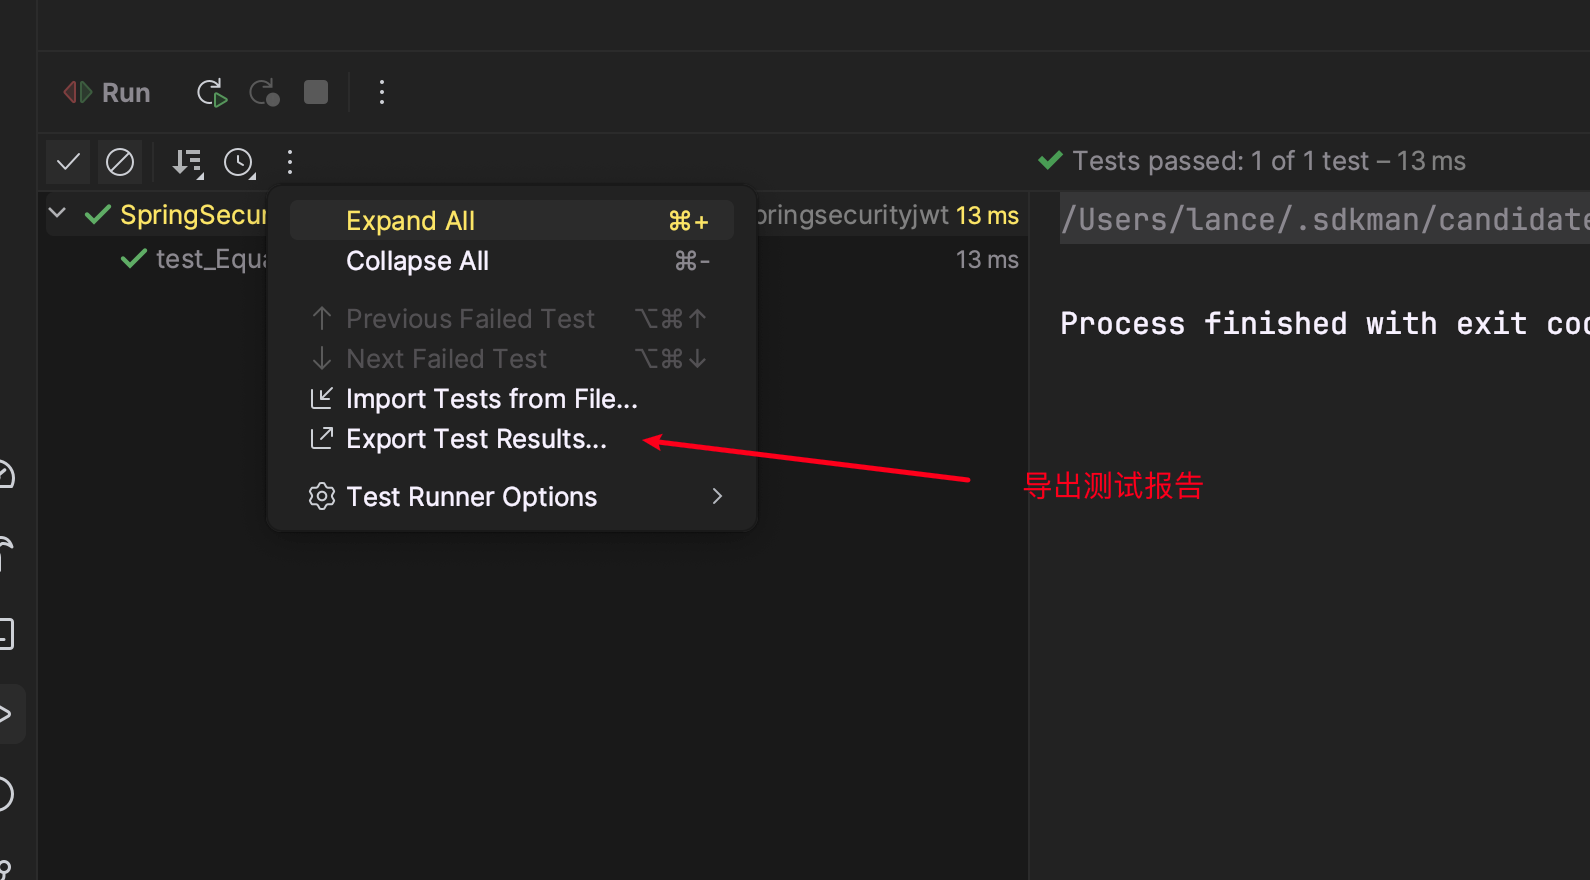 Run
Tests passed: 1 of 1 test – 13 ms
SpringSecur
pringsecurityjwt 13 ms
test_Equa
13 ms
Expand All ⌘+
Collapse All ⌘-
Previous Failed Test ⌥⌘↑
Next Failed Test ⌥⌘↓
Import Tests from File...
Export Test Results...
Test Runner Options
/Users/lance/.sdkman/candidate
Process finished with exit co
导出测试报告